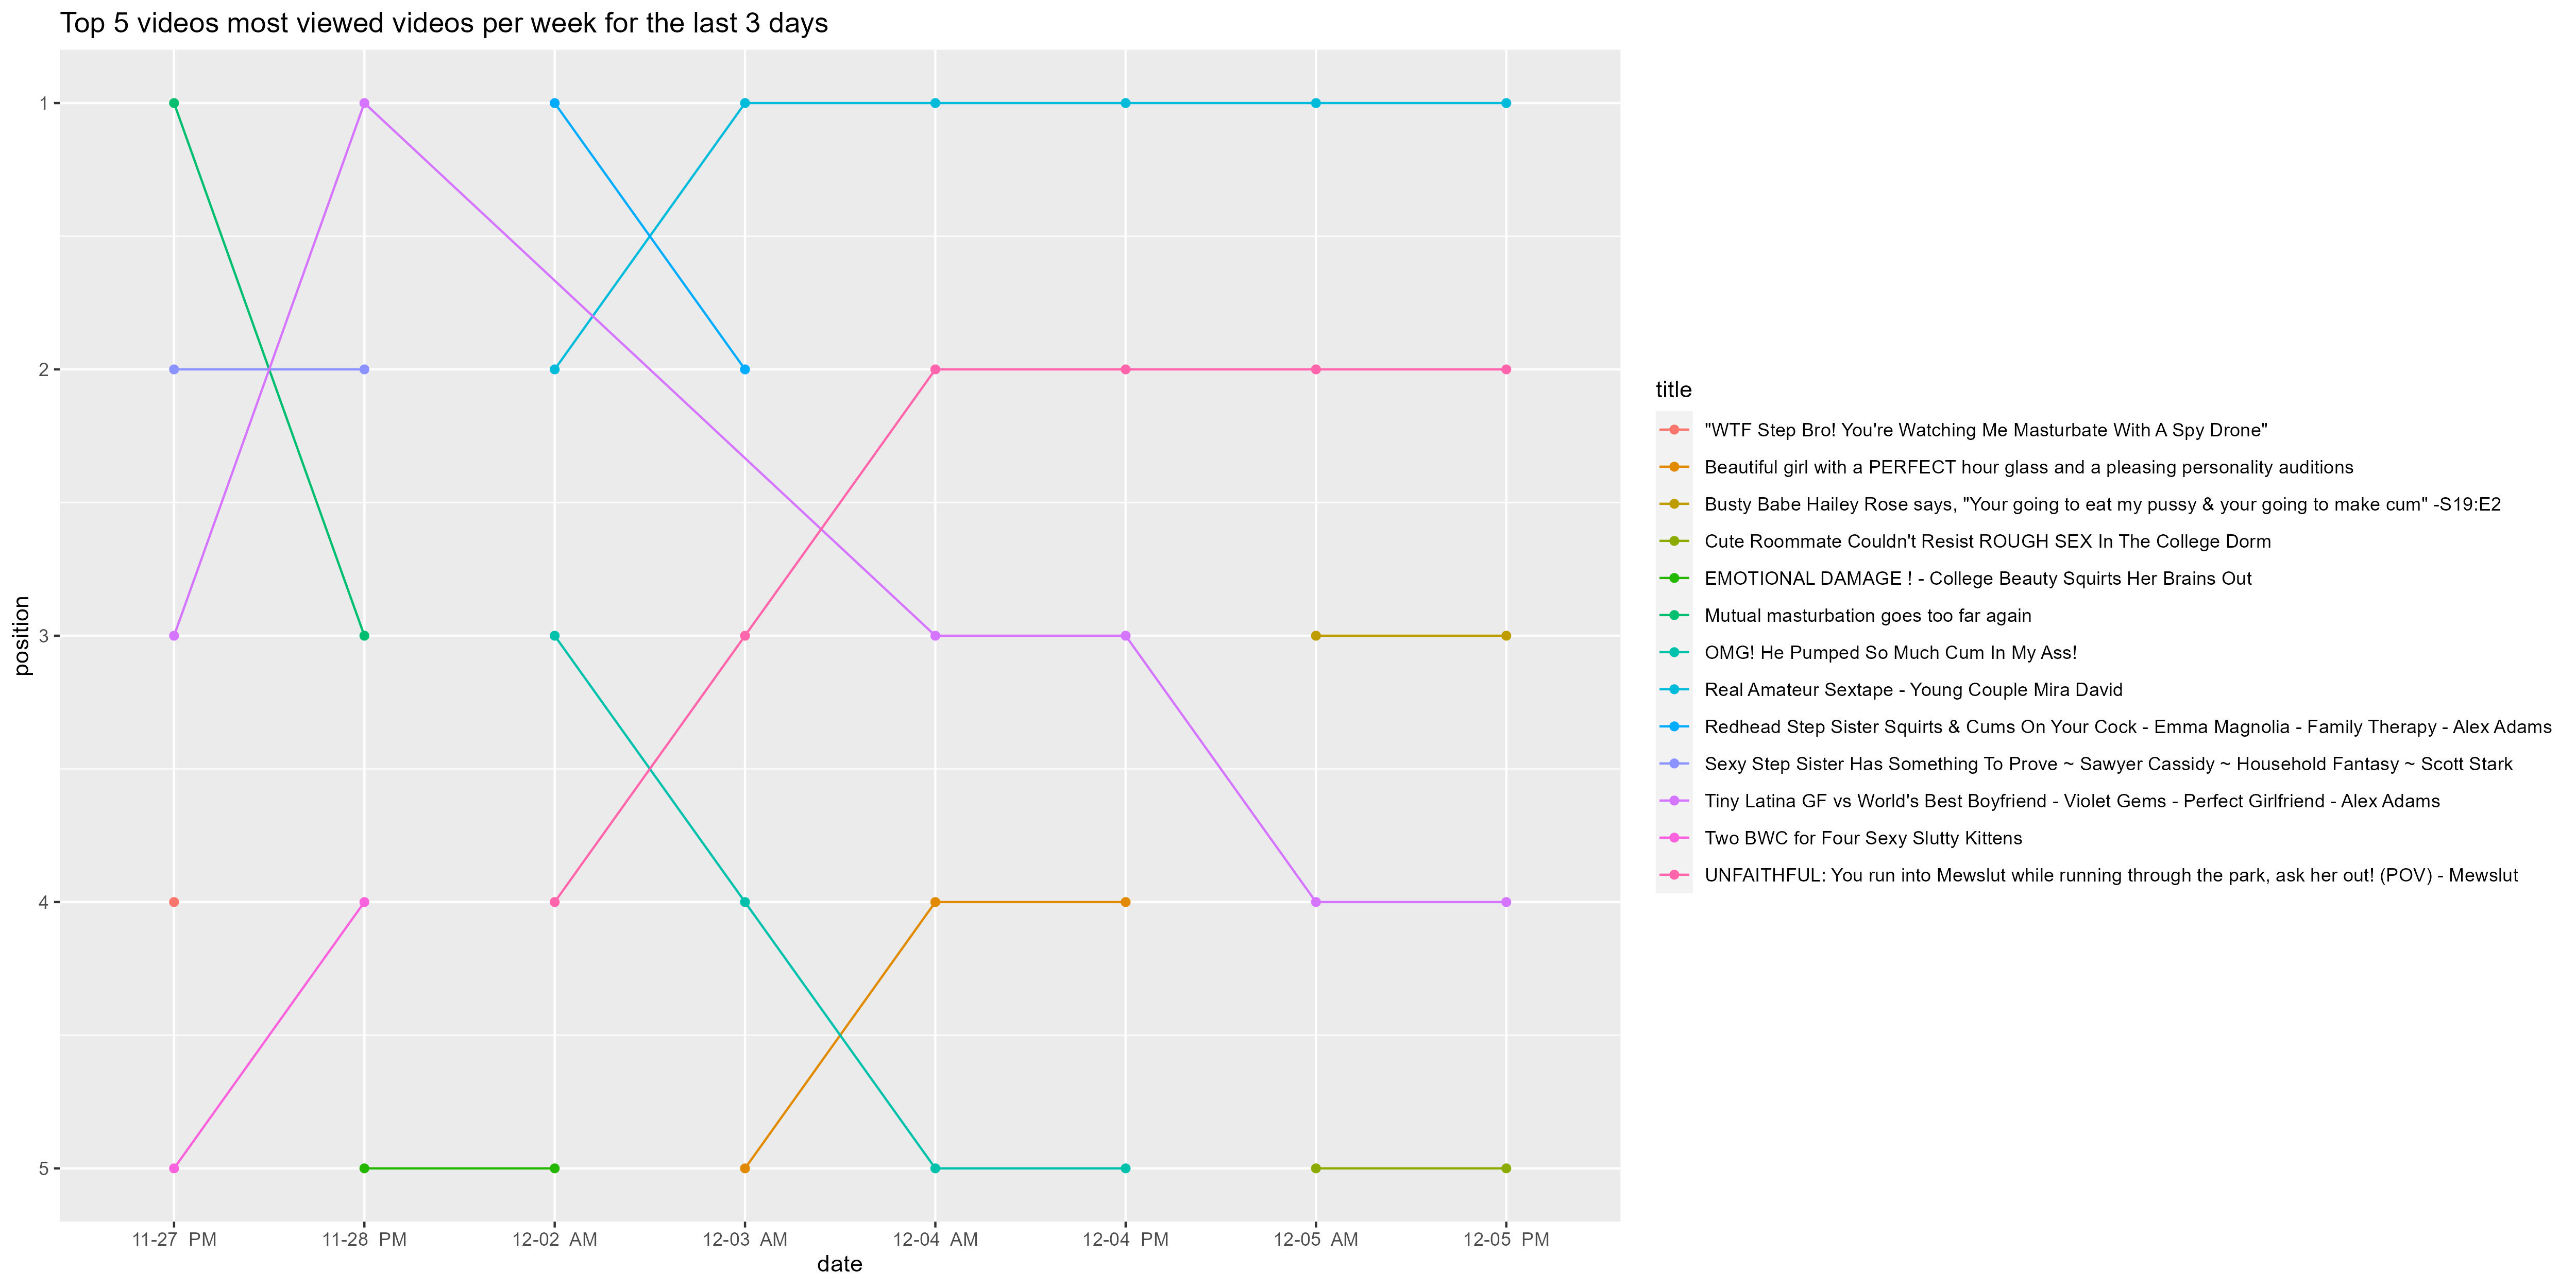 Top 5 videos most viewed videos per week for the last 3 days
position
1
2
3
4
5
11-27 PM
11-28 PM
12-02 AM
12-03 AM
12-04 AM
12-04 PM
12-05 AM
12-05 PM
date
title
"WTF Step Bro! You're Watching Me Masturbate With A Spy Drone"
Beautiful girl with a PERFECT hour glass and a pleasing personality auditions
Busty Babe Hailey Rose says, "Your going to eat my pussy & your going to make cum" -S19:E2
Cute Roommate Couldn't Resist ROUGH SEX In The College Dorm
EMOTIONAL DAMAGE ! - College Beauty Squirts Her Brains Out
Mutual masturbation goes too far again
OMG! He Pumped So Much Cum In My Ass!
Real Amateur Sextape - Young Couple Mira David
Redhead Step Sister Squirts & Cums On Your Cock - Emma Magnolia - Family Therapy - Alex Adams
Sexy Step Sister Has Something To Prove ~ Sawyer Cassidy ~ Household Fantasy ~ Scott Stark
Tiny Latina GF vs World's Best Boyfriend - Violet Gems - Perfect Girlfriend - Alex Adams
Two BWC for Four Sexy Slutty Kittens
UNFAITHFUL: You run into Mewslut while running through the park, ask her out! (POV) - Mewslut